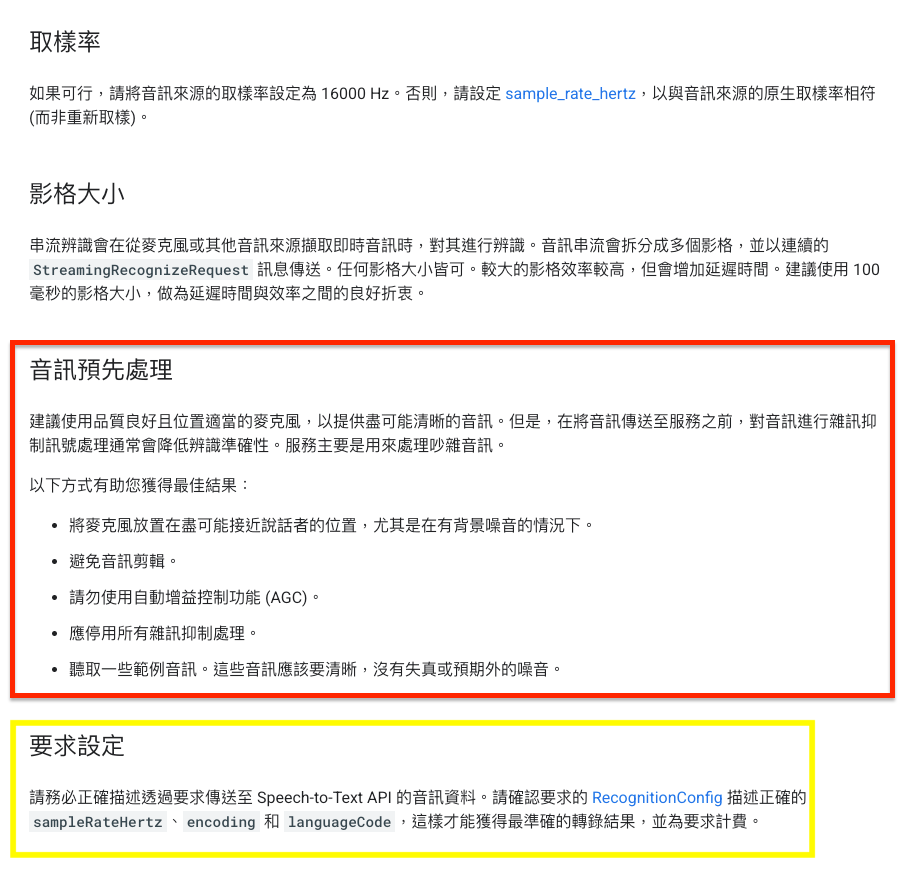 取樣率
如果可行，請將音訊來源的取樣率設定為 16000 Hz。否則，請設定 sample_rate_hertz，以與音訊來源的原生取樣率相符
(而非重新取樣)。
影格大小
串流辨識會在從麥克風或其他音訊來源擷取即時音訊時，對其進行辨識。音訊串流會拆分成多個影格，並以連續的
StreamingRecognizeRequest 訊息傳送。任何影格大小皆可。較大的影格效率較高，但會增加延遲時間。建議使用 100
毫秒的影格大小，做為延遲時間與效率之間的良好折衷。
音訊預先處理
建議使用品質良好且位置適當的麥克風，以提供盡可能清晰的音訊。但是，在將音訊傳送至服務之前，對音訊進行雜訊抑
制訊號處理通常會降低辨識準確性。服務主要是用來處理吵雜音訊。
以下方式有助您獲得最佳結果：
• 將麥克風放置在盡可能接近說話者的位置，尤其是在有背景噪音的情況下。
• 避免音訊剪輯。
• 請勿使用自動增益控制功能 (AGC)。
• 應停用所有雜訊抑制處理。
• 聽取一些範例音訊。這些音訊應該要清晰，沒有失真或預期外的噪音。
要求設定
請務必正確描述透過要求傳送至 Speech-to-Text API 的音訊資料。請確認要求的 RecognitionConfig 描述正確的
sampleRateHertz、encoding 和 languageCode，這樣才能獲得最準確的轉錄結果，並為要求計費。